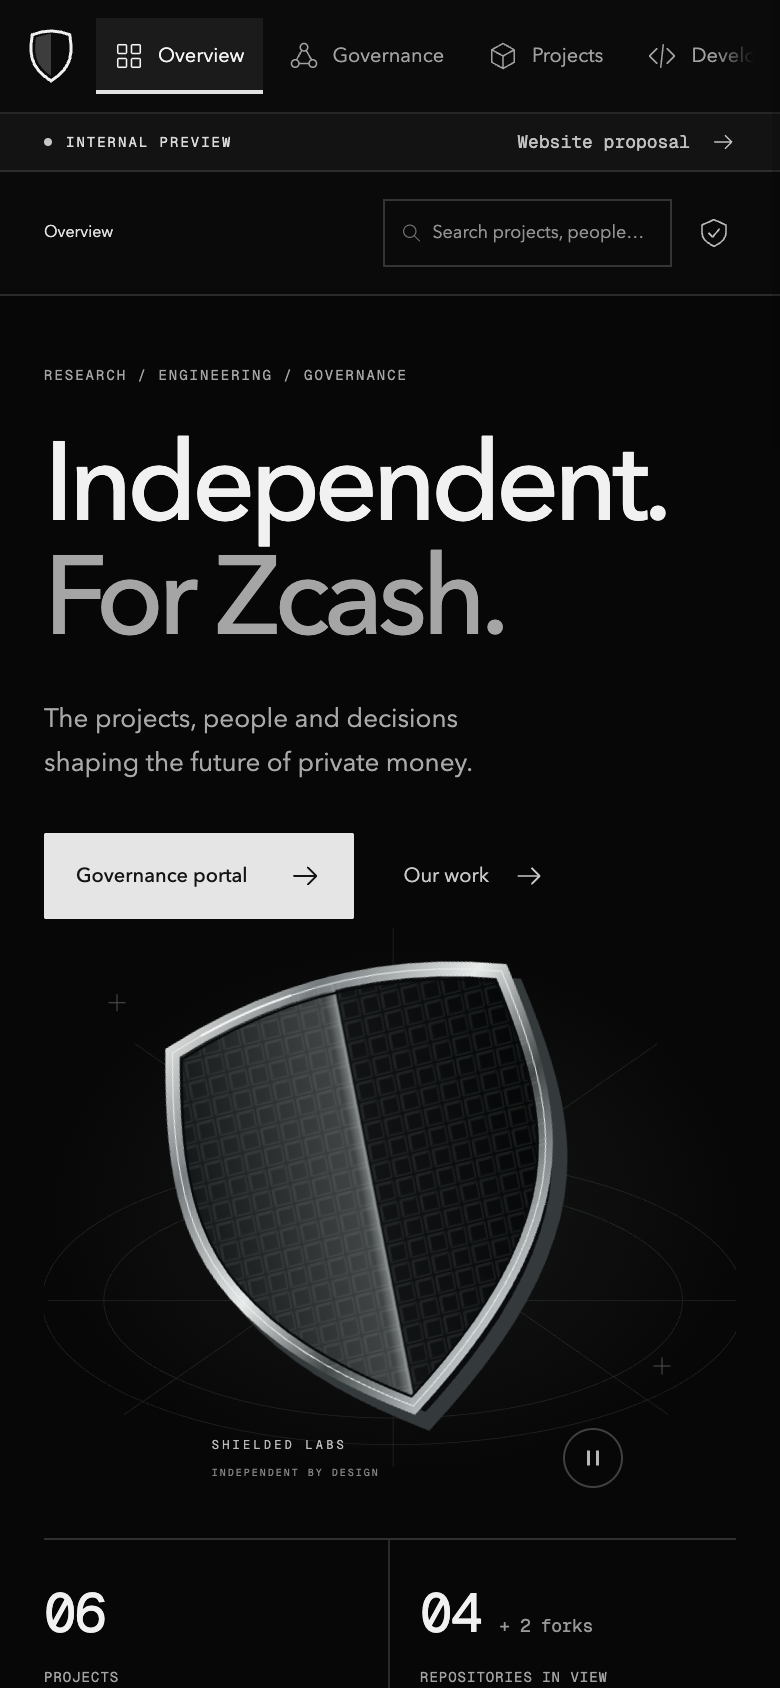 Overview
Governance
Projects
INTERNAL PREVIEW
Website proposal
Overview
Search projects, people…
RESEARCH / ENGINEERING / GOVERNANCE
Independent.
For Zcash.
The projects, people and decisions
shaping the future of private money.
Governance portal
Our work
SHIELDED LABS
INDEPENDENT BY DESIGN
06
PROJECTS
04 + 2 forks
REPOSITORIES IN VIEW